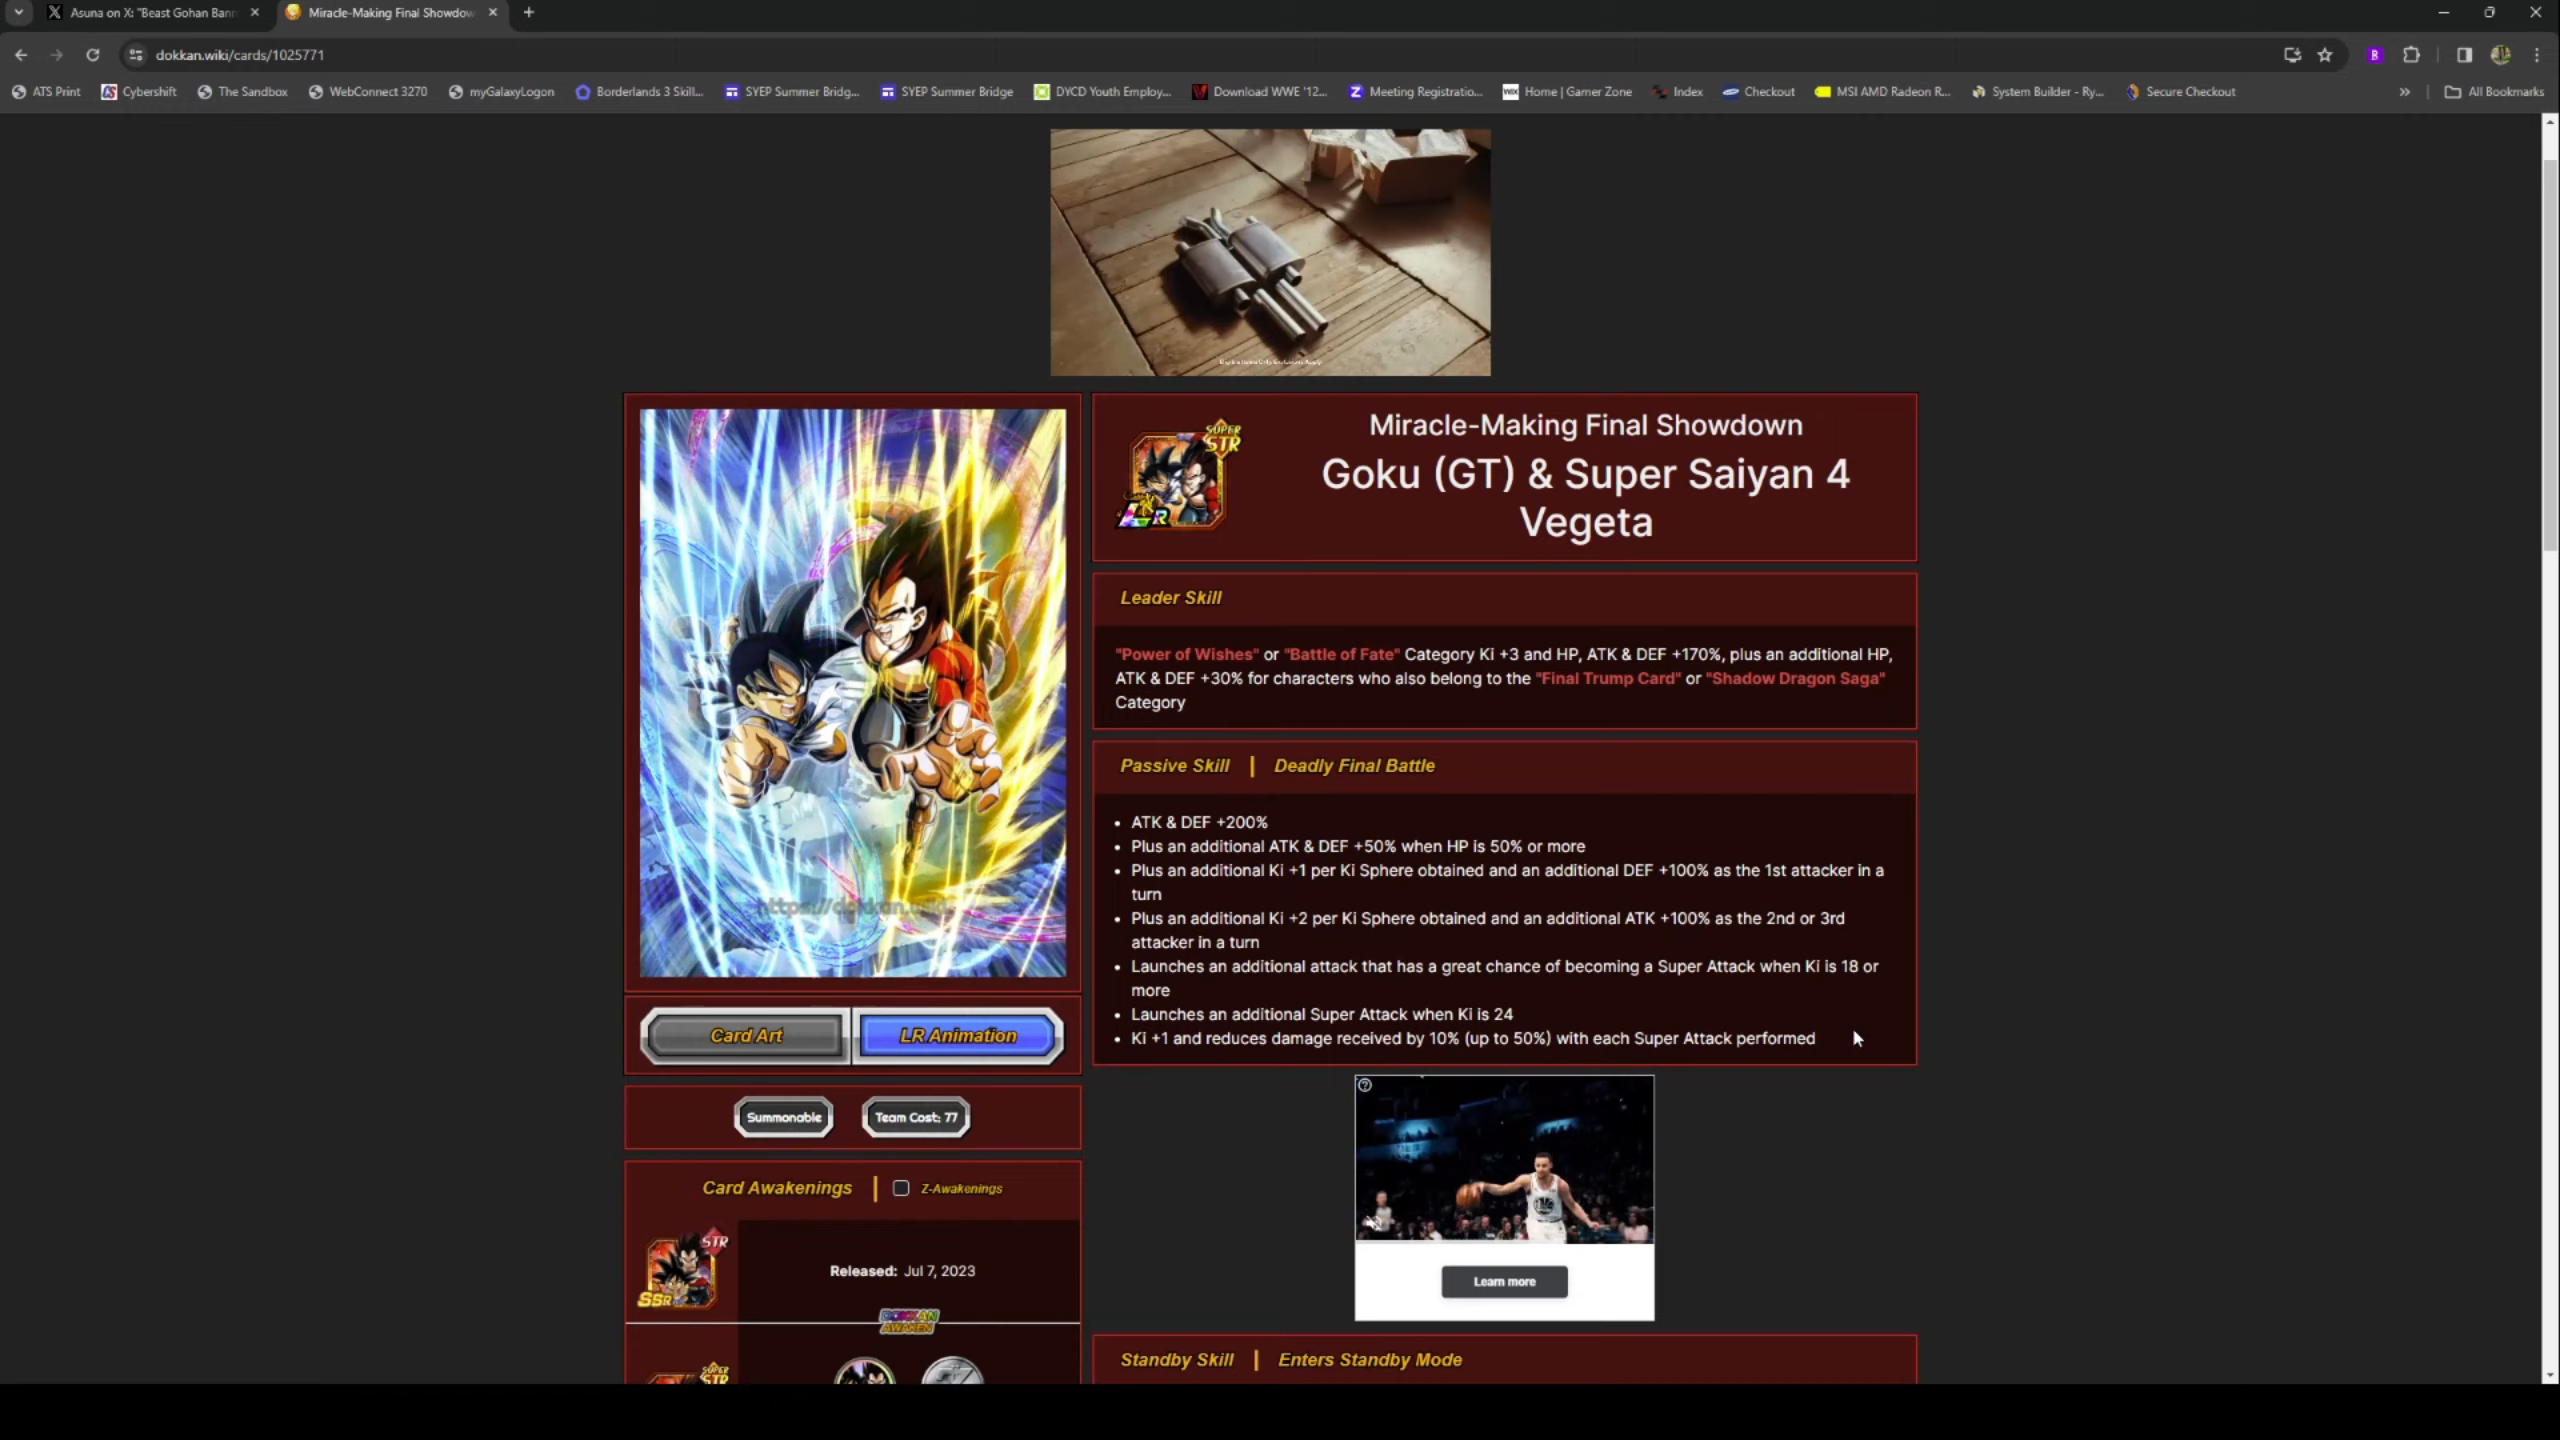 Asuna on X: "Beast Gohan Bann
Miracle-Making Final Showdow
dokkan.wiki/cards/1025771
ATS Print
Cybershift
The Sandbox
WebConnect 3270
myGalaxyLogon
Borderlands 3 Skill...
SYEP Summer Bridg...
SYEP Summer Bridge
DYCD Youth Employ...
Download WWE '12...
Meeting Registratio...
Home | Gamer Zone
Index
Checkout
MSI AMD Radeon R...
System Builder - Ry...
Secure Checkout
All Bookmarks
SUPER
STR
LR
Miracle-Making Final Showdown
Goku (GT) & Super Saiyan 4
Vegeta
Leader Skill
"Power of Wishes" or "Battle of Fate" Category Ki +3 and HP, ATK & DEF +170%, plus an additional HP,
ATK & DEF +30% for characters who also belong to the "Final Trump Card" or "Shadow Dragon Saga"
Category
Passive Skill | Deadly Final Battle
• ATK & DEF +200%
• Plus an additional ATK & DEF +50% when HP is 50% or more
• Plus an additional Ki +1 per Ki Sphere obtained and an additional DEF +100% as the 1st attacker in a
turn
• Plus an additional Ki +2 per Ki Sphere obtained and an additional ATK +100% as the 2nd or 3rd
attacker in a turn
• Launches an additional attack that has a great chance of becoming a Super Attack when Ki is 18 or
more
• Launches an additional Super Attack when Ki is 24
• Ki +1 and reduces damage received by 10% (up to 50%) with each Super Attack performed
Card Art
LR Animation
Summonable
Team Cost: 77
Card Awakenings | Z-Awakenings
STR
SSR
Released: Jul 7, 2023
DOKKAN
AWAKEN
SUPER
STR
Learn more
Standby Skill | Enters Standby Mode